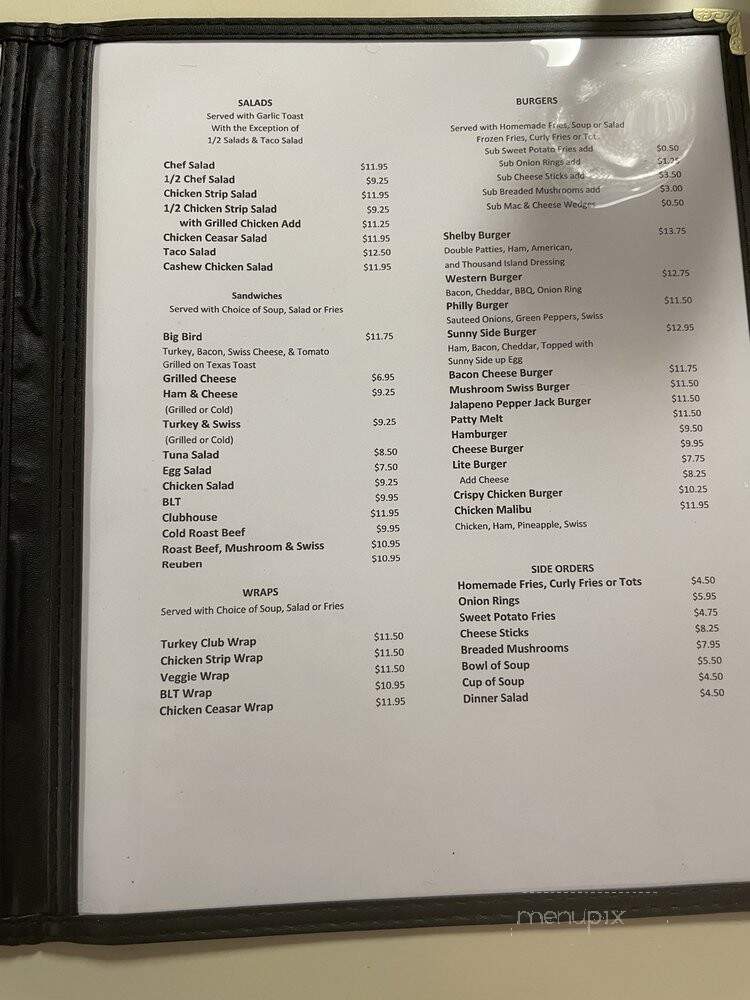 SALADS
Served with Garlic Toast
With the Exception of
1/2 Salads & Taco Salad
Chef Salad $11.95
1/2 Chef Salad $9.25
Chicken Strip Salad $11.95
1/2 Chicken Strip Salad $9.25
with Grilled Chicken Add $11.25
Chicken Ceasar Salad $11.95
Taco Salad $12.50
Cashew Chicken Salad $11.95
Sandwiches
Served with Choice of Soup, Salad or Fries
Big Bird $11.75
Turkey, Bacon, Swiss Cheese, & Tomato
Grilled on Texas Toast
Grilled Cheese $6.95
Ham & Cheese $9.25
(Grilled or Cold)
Turkey & Swiss $9.25
(Grilled or Cold)
Tuna Salad $8.50
Egg Salad $7.50
Chicken Salad $9.25
BLT $9.95
Clubhouse $11.95
Cold Roast Beef $9.95
Roast Beef, Mushroom & Swiss $10.95
Reuben $10.95
WRAPS
Served with Choice of Soup, Salad or Fries
Turkey Club Wrap $11.50
Chicken Strip Wrap $11.50
Veggie Wrap $11.50
BLT Wrap $10.95
Chicken Ceasar Wrap $11.95
BURGERS
Served with Homemade Fries, Soup or Salad
Frozen Fries, Curly Fries or Tot.
Sub Sweet Potato Fries add $0.50
Sub Onion Rings add $1.25
Sub Cheese Sticks add $3.50
Sub Breaded Mushrooms add $3.00
Sub Mac & Cheese Wedges $0.50
Shelby Burger $13.75
Double Patties, Ham, American,
and Thousand Island Dressing
Western Burger $12.75
Bacon, Cheddar, BBQ, Onion Ring
Philly Burger $11.50
Sauteed Onions, Green Peppers, Swiss
Sunny Side Burger $12.95
Ham, Bacon, Cheddar, Topped with
Sunny Side up Egg
Bacon Cheese Burger $11.75
Mushroom Swiss Burger $11.50
Jalapeno Pepper Jack Burger $11.50
Patty Melt $11.50
Hamburger $9.50
Cheese Burger $9.95
Lite Burger $7.75
Add Cheese $8.25
Crispy Chicken Burger $10.25
Chicken Malibu $11.95
Chicken, Ham, Pineapple, Swiss
SIDE ORDERS
Homemade Fries, Curly Fries or Tots $4.50
Onion Rings $5.95
Sweet Potato Fries $4.75
Cheese Sticks $8.25
Breaded Mushrooms $7.95
Bowl of Soup $5.50
Cup of Soup $4.50
Dinner Salad $4.50
menupix